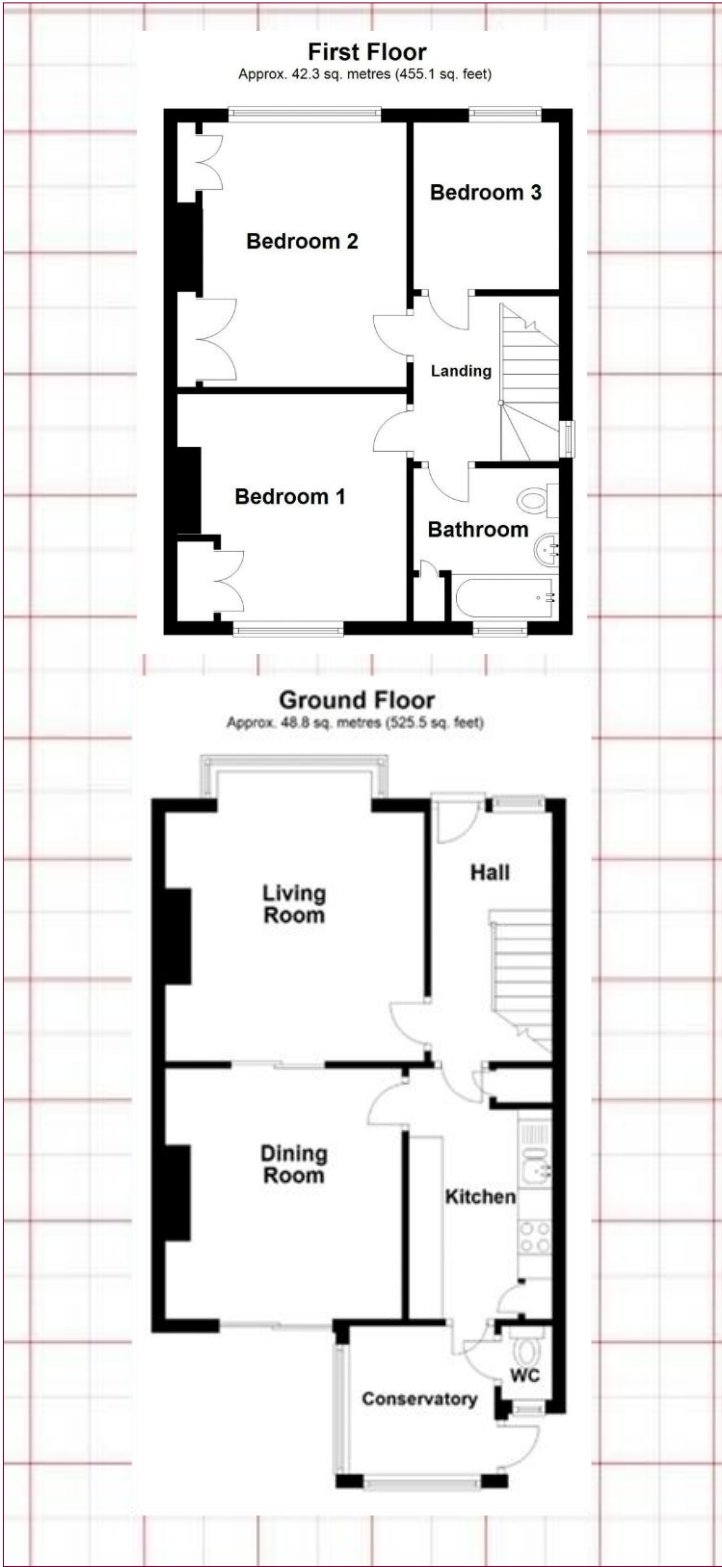 First Floor
Approx. 42.3 sq. metres (455.1 sq. feet)
Bedroom 3
Bedroom 2
Landing
Bedroom 1
Bathroom
Ground Floor
Approx. 48.8 sq. metres (525.5 sq. feet)
Hall
Living
Room
Dining
Room
Kitchen
WC
Conservatory